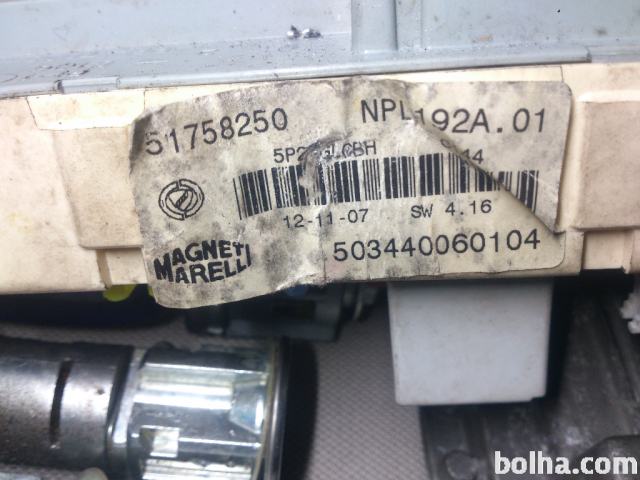 51758250 NPL192A.01
12-11-07 SW 4.16
MAGNETI
MARELLI
503440060104
bolha.com